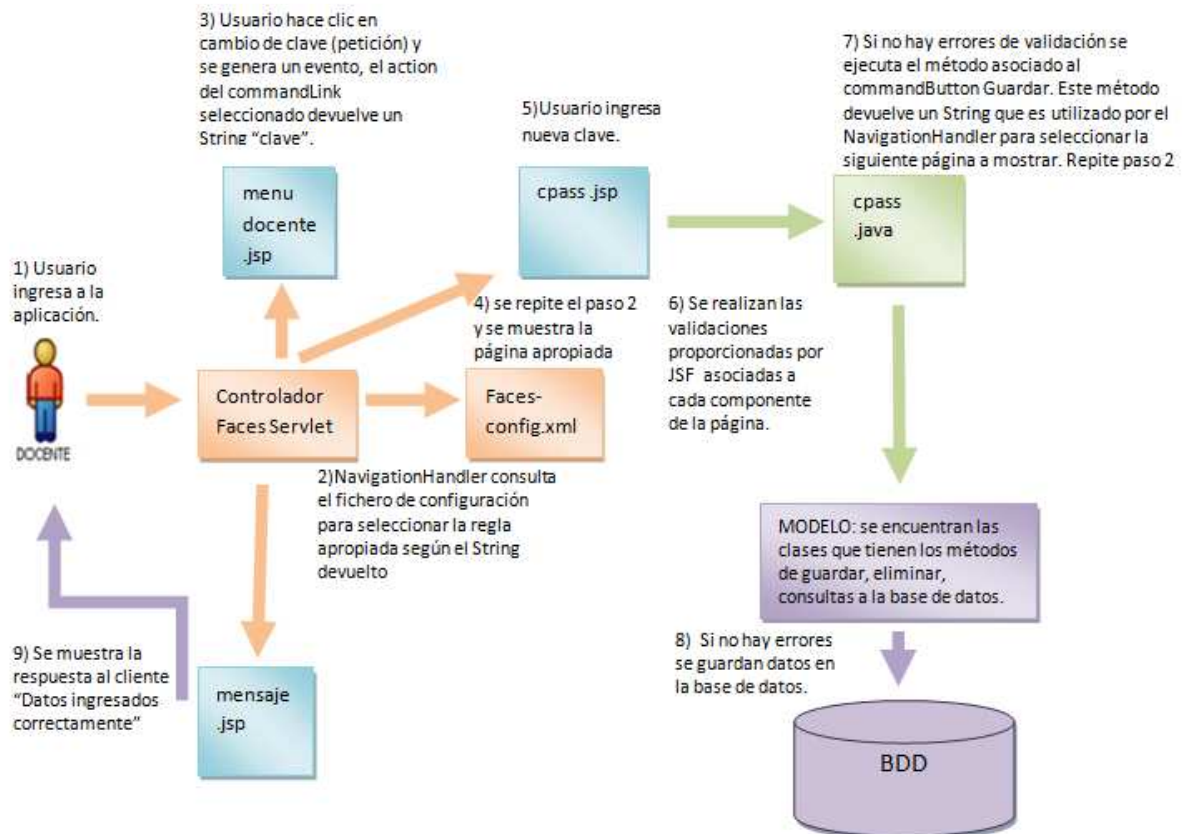 3) Usuario hace clic en
cambio de clave (petición) y
se genera un evento, el action
del commandLink
seleccionado devuelve un
String "clave".
menu
docente
.jsp
5)Usuario ingresa
nueva clave.
cpass .jsp
7) Si no hay errores de validación se
ejecuta el método asociado al
commandButton Guardar. Este método
devuelve un String que es utilizado por el
NavigationHandler para seleccionar la
siguiente página a mostrar. Repite paso 2
cpass
.java
1) Usuario
ingresa a la
aplicación.
DOCENTE
Controlador
Faces Servlet
4) se repite el paso 2
y se muestra la
página apropiada
Faces-
config.xml
6) Se realizan las
validaciones
proporcionadas por
JSF asociadas a
cada componente
de la página.
2)NavigationHandler consulta
el fichero de configuración
para seleccionar la regla
apropiada según el String
devuelto
MODELO: se encuentran las
clases que tienen los métodos
de guardar, eliminar,
consultas a la base de datos.
8) Si no hay errores
se guardan datos en
la base de datos.
BDD
9) Se muestra la
respuesta al cliente
"Datos ingresados
correctamente"
mensaje
.jsp